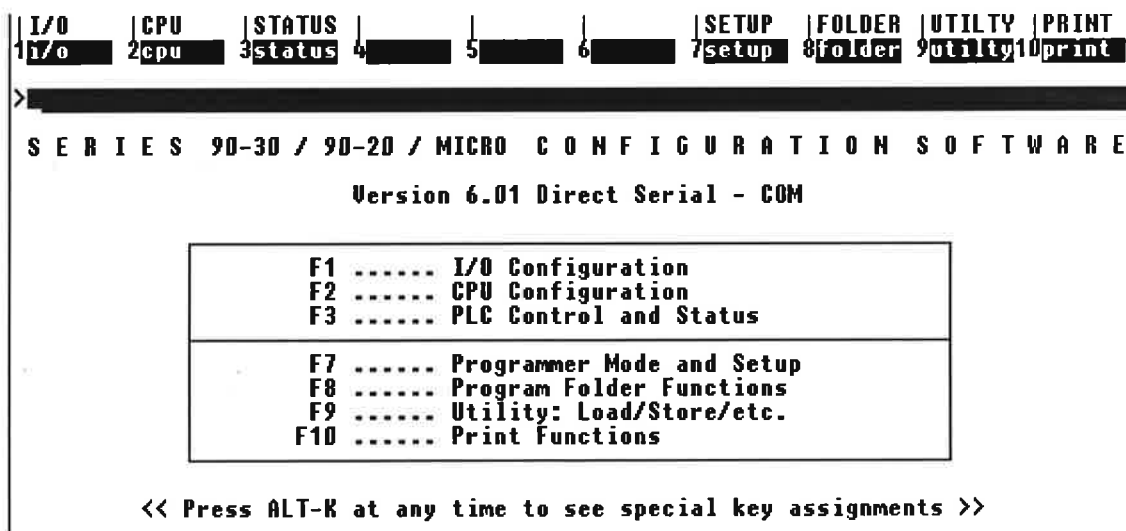 |I/O |CPU |STATUS | | | |SETUP |FOLDER |UTILTY |PRINT
1i/o 2cpu 3status 4 5 6 7setup 8folder 9utilty10print
>
S E R I E S 90-30 / 90-20 / MICRO C O N F I G U R A T I O N S O F T W A R E
Version 6.01 Direct Serial - COM
F1 ...... I/O Configuration
F2 ...... CPU Configuration
F3 ...... PLC Control and Status
F7 ...... Programmer Mode and Setup
F8 ...... Program Folder Functions
F9 ...... Utility: Load/Store/etc.
F10 ...... Print Functions
<< Press ALT-K at any time to see special key assignments >>